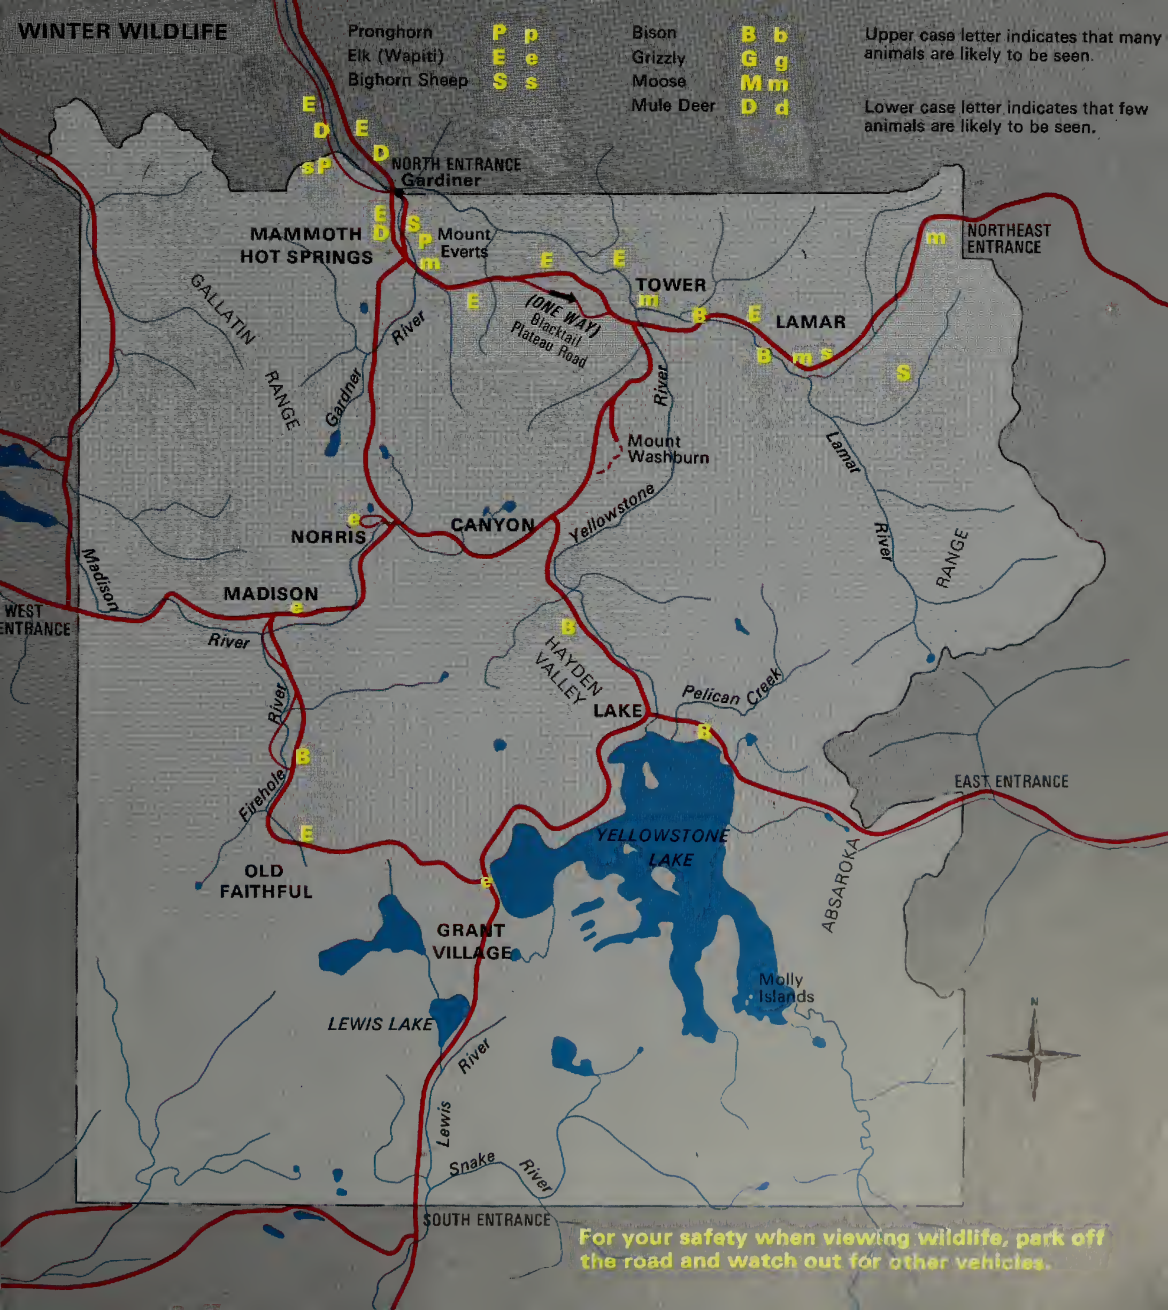 WINTER WILDLIFE
Pronghorn P p
Elk (Wapiti) E e
Bighorn Sheep S s
Bison B b
Grizzly G g
Moose M m
Mule Deer D d
Upper case letter indicates that many
animals are likely to be seen.
Lower case letter indicates that few
animals are likely to be seen.
E
D
E
D
s P
NORTH ENTRANCE
Gardiner
E
D
S
P
m
MAMMOTH
HOT SPRINGS
Mount
Everts
E
E
E
m
NORTHEAST
ENTRANCE
TOWER
m
B
E
LAMAR
(ONE WAY)
Blacktail
Plateau Road
B
m s
S
GALLATIN
RANGE
Gardner
River
River
Mount
Washburn
Lamar
River
RANGE
Yellowstone
e
NORRIS
CANYON
Madison
MADISON
e
WEST
ENTRANCE
River
B
HAYDEN
VALLEY
River
Pelican Creek
LAKE
B
B
Firehole
EAST ENTRANCE
E
YELLOWSTONE
LAKE
OLD
FAITHFUL
e
ABSAROKA
GRANT
VILLAGE
Molly
Islands
N
LEWIS LAKE
River
Lewis
Snake
River
SOUTH ENTRANCE
For your safety when viewing wildlife, park off
the road and watch out for other vehicles.